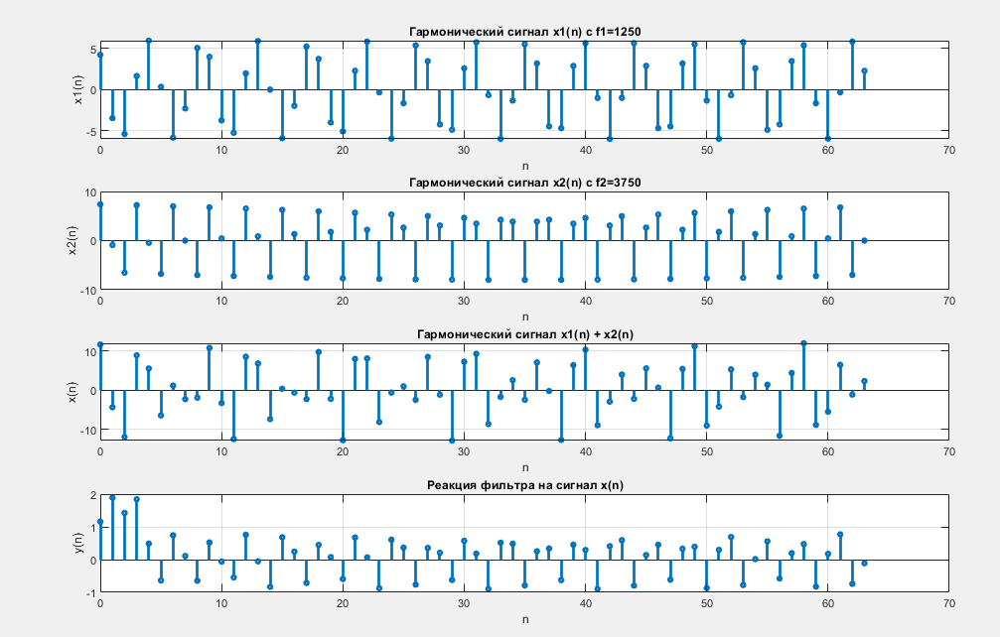 Гармонический сигнал x1(n) с f1=1250
x1(n)
5
0
-5
0 10 20 30 40 50 60 70
n
Гармонический сигнал x2(n) с f2=3750
x2(n)
10
0
-10
0 10 20 30 40 50 60 70
n
Гармонический сигнал x1(n) + x2(n)
x(n)
10
0
-10
0 10 20 30 40 50 60 70
n
Реакция фильтра на сигнал x(n)
y(n)
2
1
0
-1
0 10 20 30 40 50 60 70
n